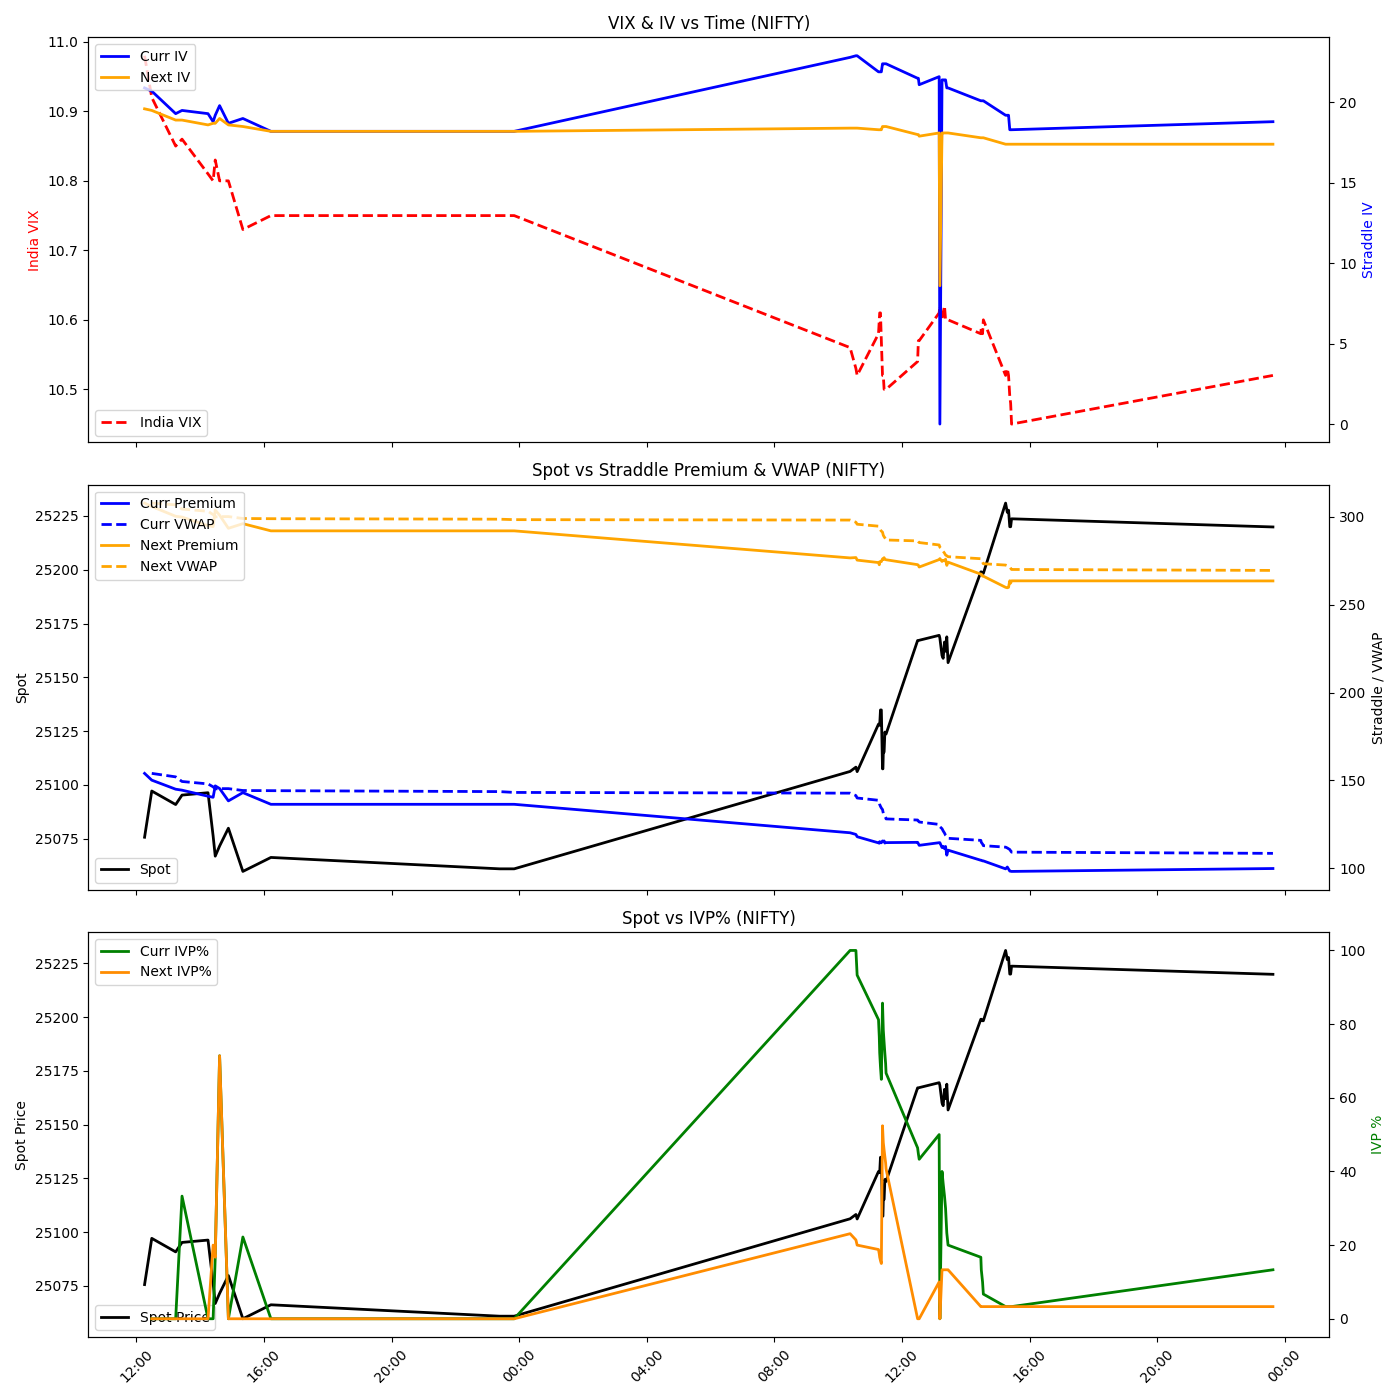 VIX & IV vs Time (NIFTY)
11.0
10.9
10.8
10.7
10.6
10.5
India VIX
Curr IV
Next IV
India VIX
20
15
10
5
0
Straddle IV
Spot vs Straddle Premium & VWAP (NIFTY)
25225
25200
25175
25150
25125
25100
25075
Spot
Curr Premium
Curr VWAP
Next Premium
Next VWAP
Spot
300
250
200
150
100
Straddle / VWAP
Spot vs IVP% (NIFTY)
25225
25200
25175
25150
25125
25100
25075
Spot Price
Curr IVP%
Next IVP%
Spot Price
100
80
60
40
20
0
IVP %
12:00
16:00
20:00
00:00
04:00
08:00
12:00
16:00
20:00
00:00